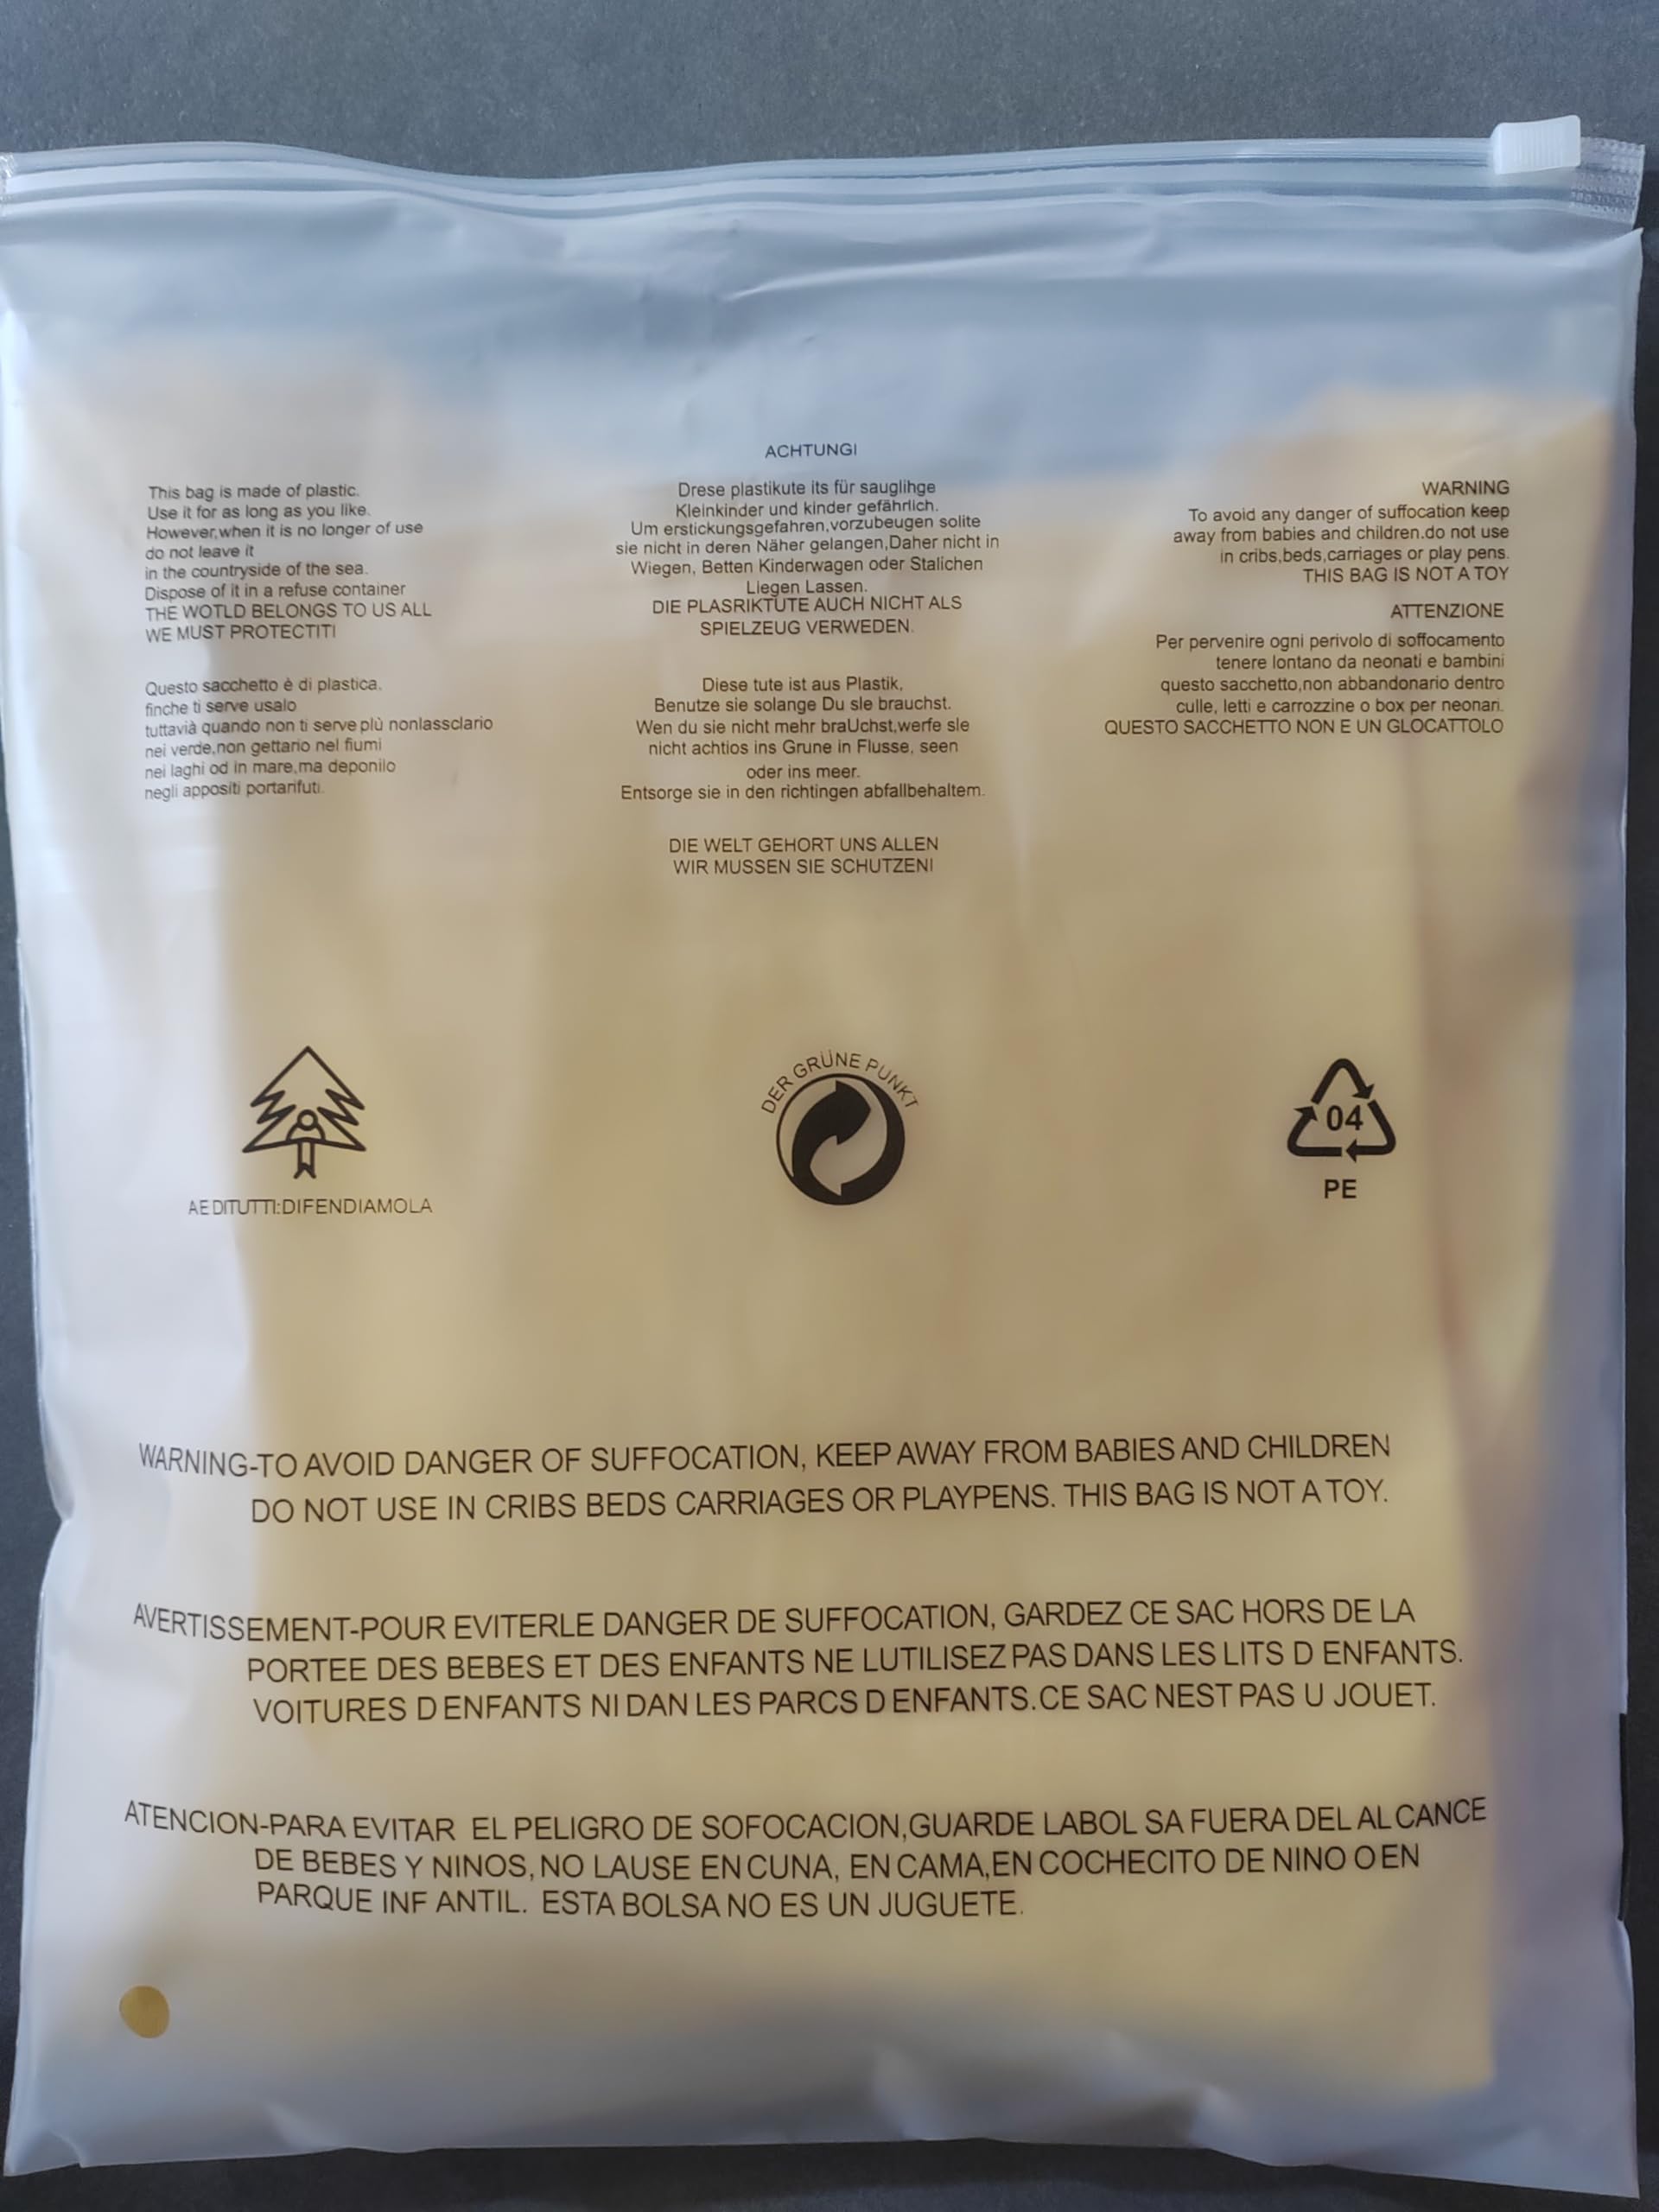 This bag is made of plastic.
Use it for as long as you like.
However,when it is no longer of use
do not leave it
in the countryside of the sea.
Dispose of it in a refuse container
THE WOTLD BELONGS TO US ALL
WE MUST PROTECTITI
Questo sacchetto è di plastica,
finche ti serve usalo
tuttavià quando non ti serve plù nonlassclario
nei verde,non gettario nel fiumi
nei laghi od in mare,ma deponilo
negli appositi portarifuti.
ACHTUNGI
Drese plastikute its für sauglihge
Kleinkinder und kinder gefährlich.
Um erstickungsgefahren,vorzubeugen solite
sie nicht in deren Näher gelangen,Daher nicht in
Wiegen, Betten Kinderwagen oder Stalichen
Liegen Lassen.
DIE PLASRIKTUTE AUCH NICHT ALS
SPIELZEUG VERWEDEN.
Diese tute ist aus Plastik,
Benutze sie solange Du sle brauchst.
Wen du sie nicht mehr braUchst,werfe sle
nicht achtios ins Grune in Flusse, seen
oder ins meer.
Entsorge sie in den richtingen abfallbehaltem.
DIE WELT GEHORT UNS ALLEN
WIR MUSSEN SIE SCHUTZENI
WARNING
To avoid any danger of suffocation keep
away from babies and children.do not use
in cribs,beds,carriages or play pens.
THIS BAG IS NOT A TOY
ATTENZIONE
Per pervenire ogni perivolo di soffocamento
tenere lontano da neonati e bambini
questo sacchetto,non abbandonario dentro
culle, letti e carrozzine o box per neonari.
QUESTO SACCHETTO NON E UN GLOCATTOLO
AE DITUTTI:DIFENDIAMOLA
DER GRÜNE PUNKT
04
PE
WARNING-TO AVOID DANGER OF SUFFOCATION, KEEP AWAY FROM BABIES AND CHILDREN
DO NOT USE IN CRIBS BEDS CARRIAGES OR PLAYPENS. THIS BAG IS NOT A TOY.
AVERTISSEMENT-POUR EVITERLE DANGER DE SUFFOCATION, GARDEZ CE SAC HORS DE LA
PORTEE DES BEBES ET DES ENFANTS NE LUTILISEZ PAS DANS LES LITS D ENFANTS.
VOITURES D ENFANTS NI DAN LES PARCS D ENFANTS.CE SAC NEST PAS U JOUET.
ATENCION-PARA EVITAR EL PELIGRO DE SOFOCACION,GUARDE LABOL SA FUERA DEL AL CANCE
DE BEBES Y NINOS, NO LAUSE EN CUNA, EN CAMA,EN COCHECITO DE NINO O EN
PARQUE INF ANTIL. ESTA BOLSA NO ES UN JUGUETE.